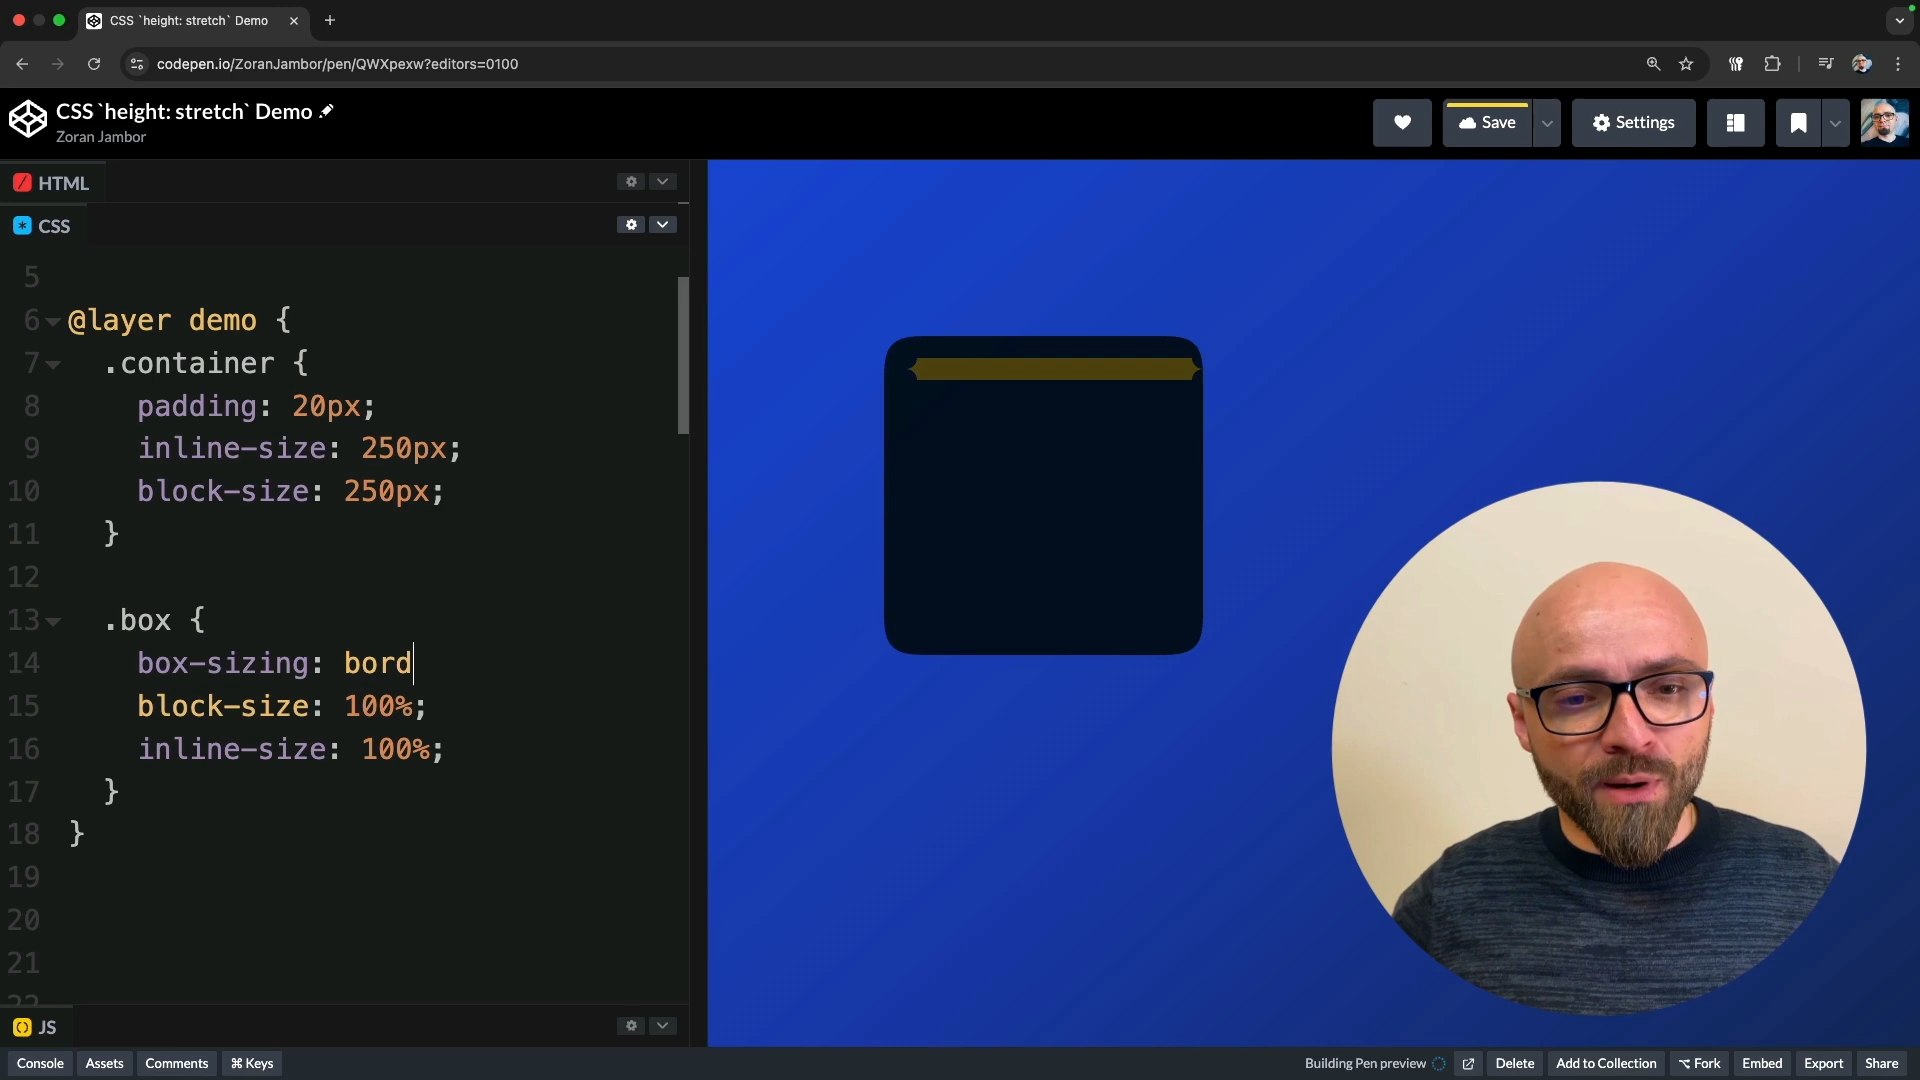 CSS `height: stretch` Demo
codepen.io/ZoranJambor/pen/QWXpexw?editors=0100
CSS `height: stretch` Demo
Zoran Jambor
Save
Settings
HTML
CSS
5
6 @layer demo {
7 .container {
8 padding: 20px;
9 inline-size: 250px;
10 block-size: 250px;
11 }
12
13 .box {
14 box-sizing: bord
15 block-size: 100%;
16 inline-size: 100%;
17 }
18 }
19
20
21
22
JS
Console Assets Comments ⌘ Keys
Building Pen preview Delete Add to Collection ⌥ Fork Embed Export Share